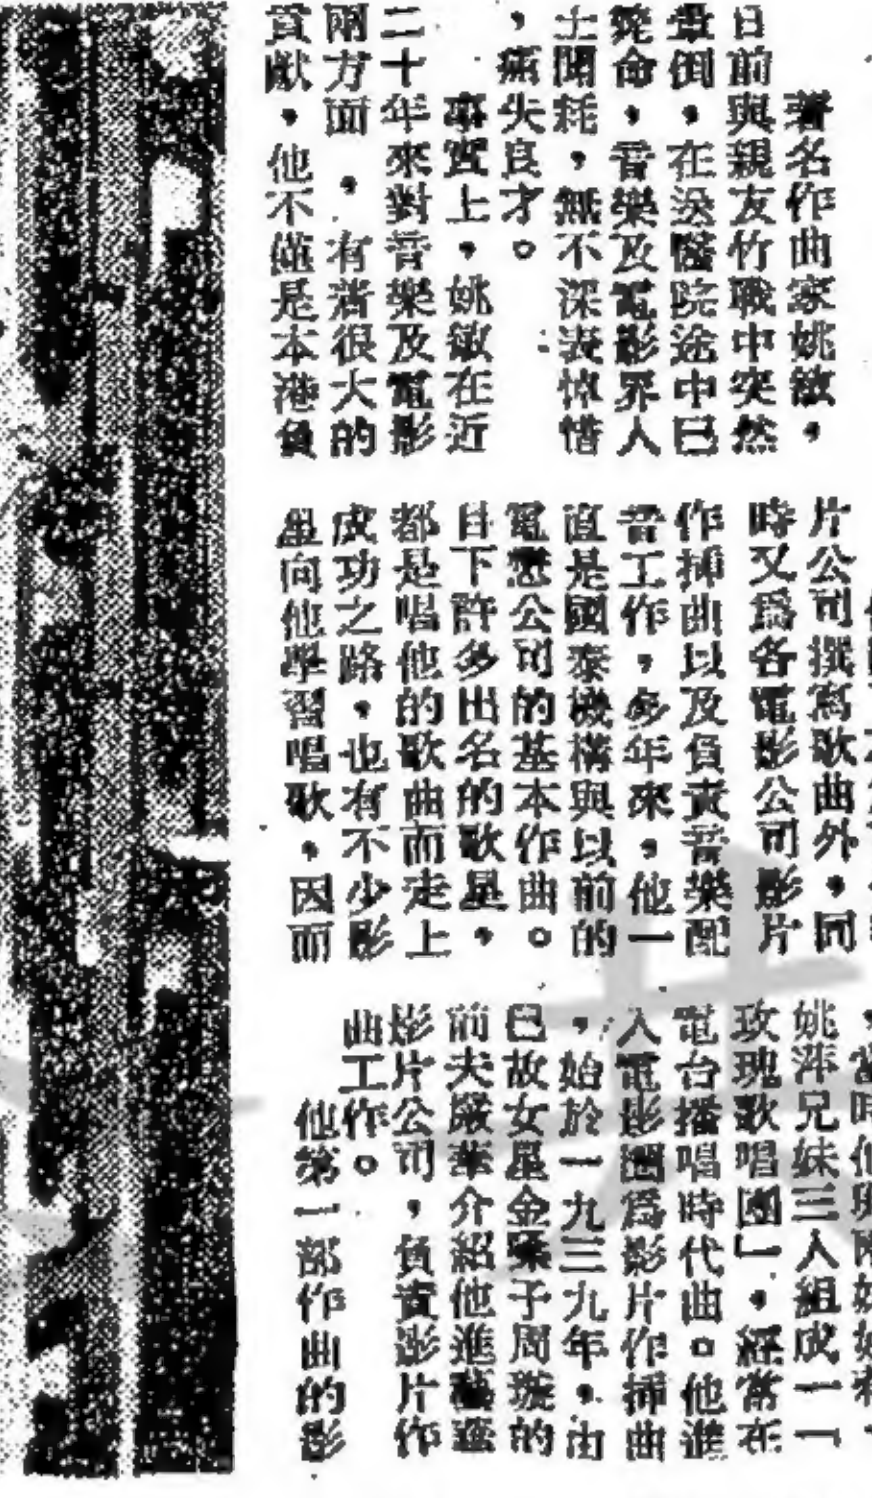 著名作曲家姚敏，
日前與親友竹戰中突然
暈倒，在送醫院途中已
斃命，音樂及電影界人
士聞耗，無不深表悼惜
，痛失良才。
事實上，姚敏在近
二十年來對音樂及電影
兩方面，，有着很大的
貢獻，他不僅是本港負
片公司撰寫歌曲外，同
時又爲各電影公司影片
作揷曲以及負責音樂配
音工作，多年來，他一
直是國泰機構與以前的
電懋公司的基本作曲。
目下許多出名的歌星，
都是唱他的歌曲而走上
成功之路，也有不少影
星向他學習唱歌，因而
，當時他
姚萍兄妹三人組成一「
玫瑰歌唱團」，經常在
電台播唱時代曲。他進
入電影圈爲影片作揷曲
，始於一九三九年，由
已故女星金嗓子周璇的
前夫嚴華介紹他進藝華
影片公司，負責影片作
曲工作。
他第一部作曲的影